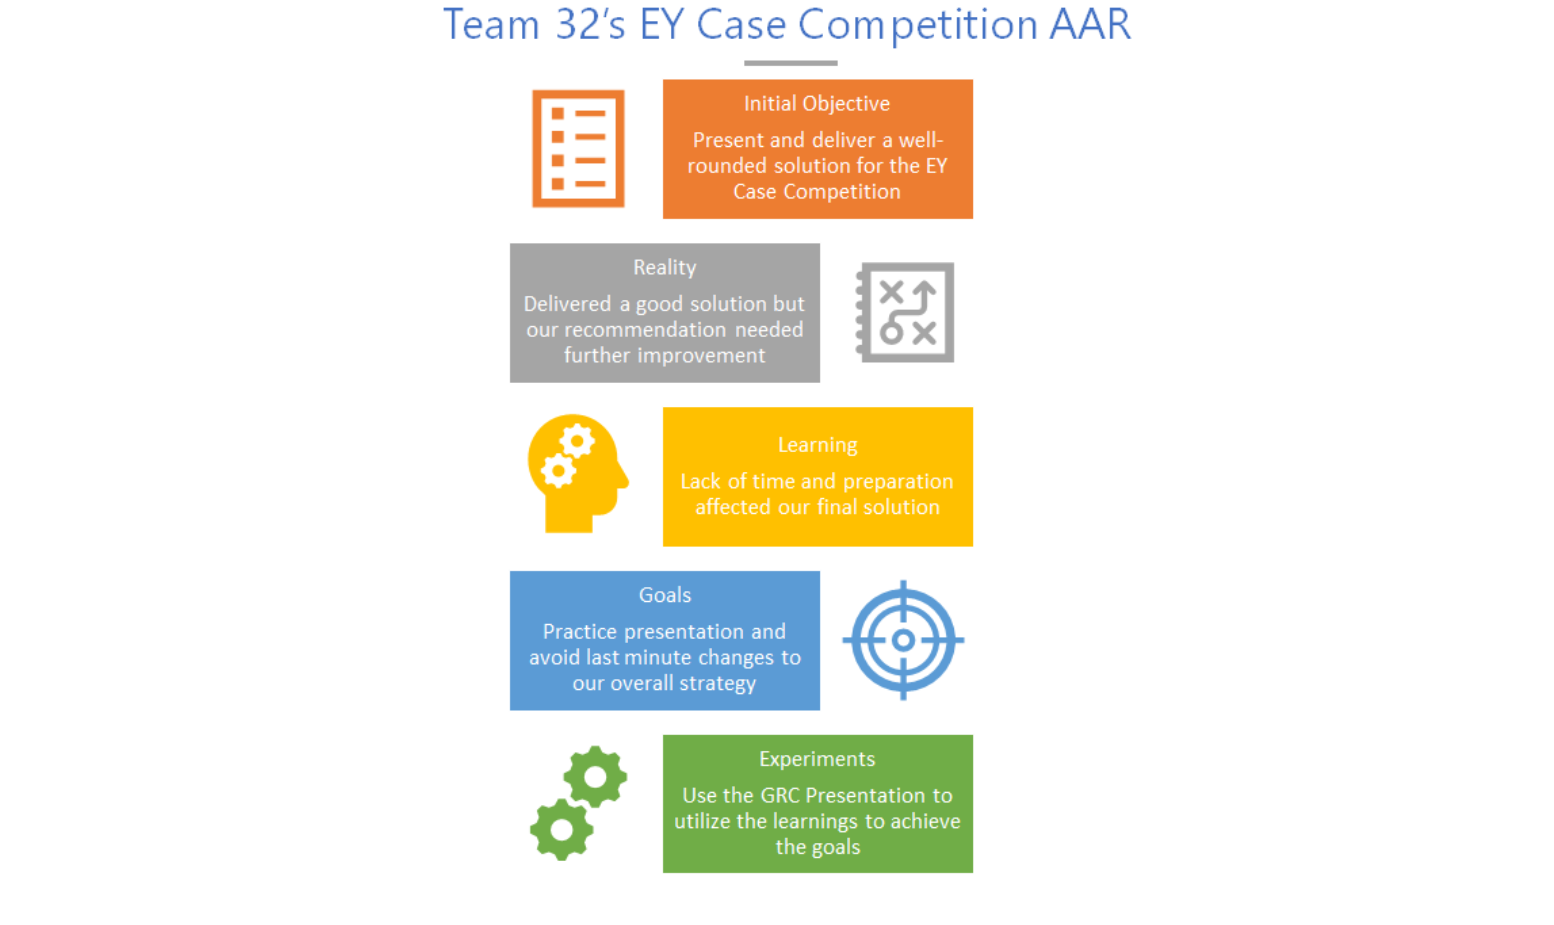 Team 32's EY Case Competition AAR
Initial Objective
Present and deliver a well-
rounded solution for the EY
Case Competition
Reality
Delivered a good solution but
our recommendation needed
further improvement
Learning
Lack of time and preparation
affected our final solution
Goals
Practice presentation and
avoid last minute changes to
our overall strategy
Experiments
Use the GRC Presentation to
utilize the learnings to achieve
the goals